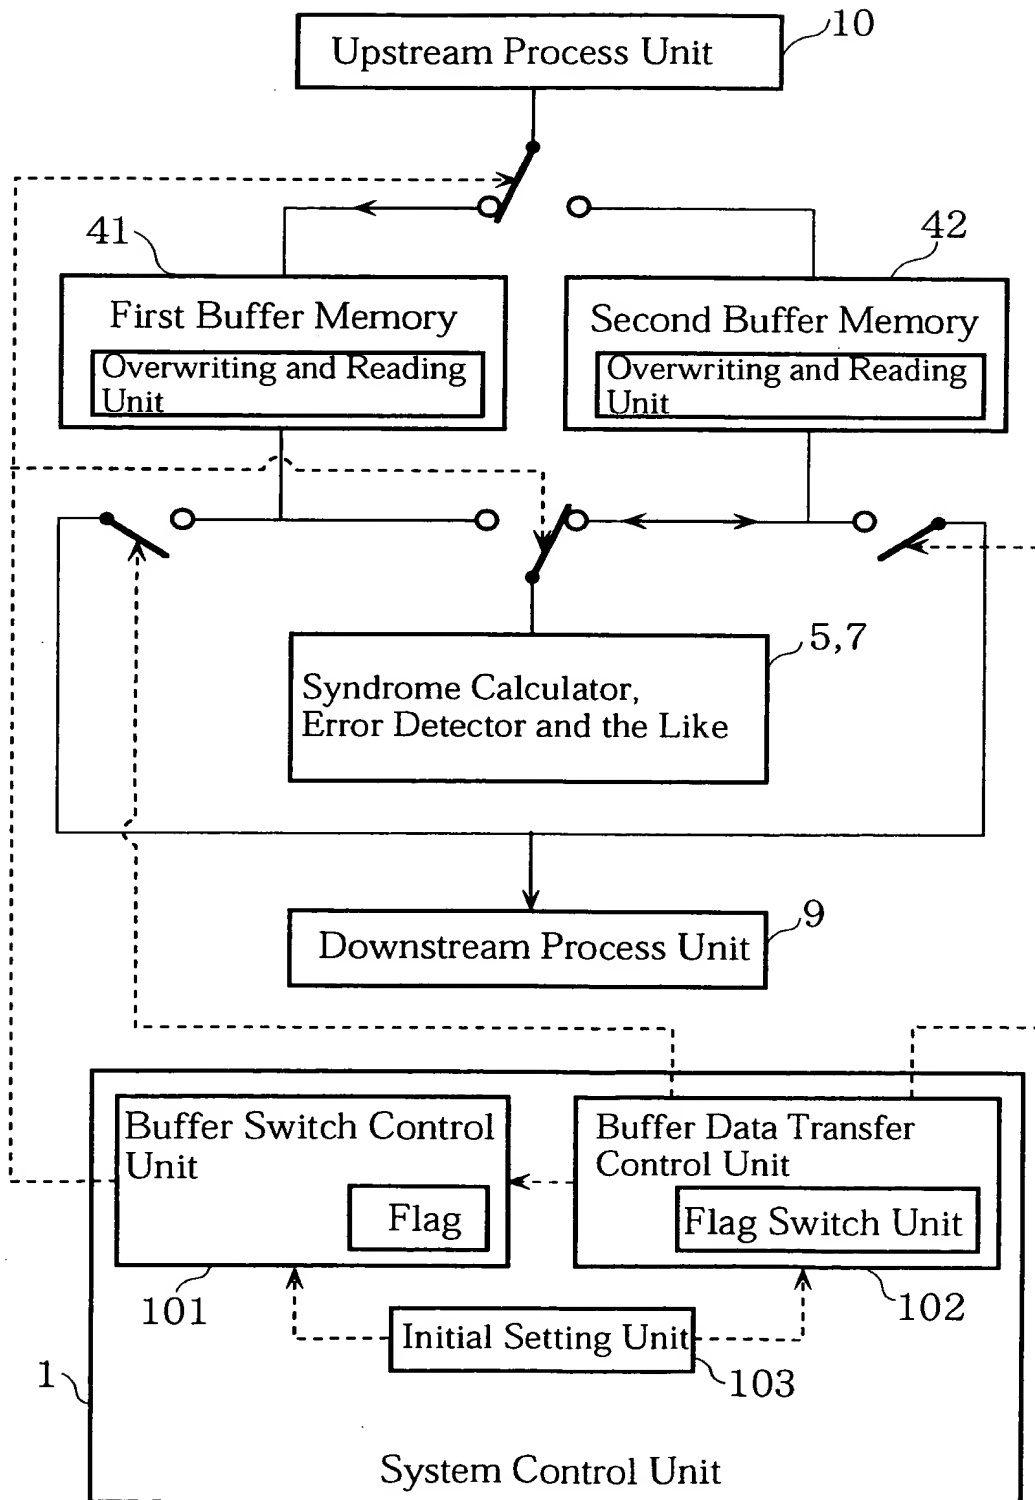 10
Upstream Process Unit
41
42
First Buffer Memory
Overwriting and Reading
Unit
Second Buffer Memory
Overwriting and Reading
Unit
5,7
Syndrome Calculator,
Error Detector and the Like
9
Downstream Process Unit
Buffer Switch Control
Unit
Flag
Buffer Data Transfer
Control Unit
Flag Switch Unit
101
102
Initial Setting Unit
103
1
System Control Unit